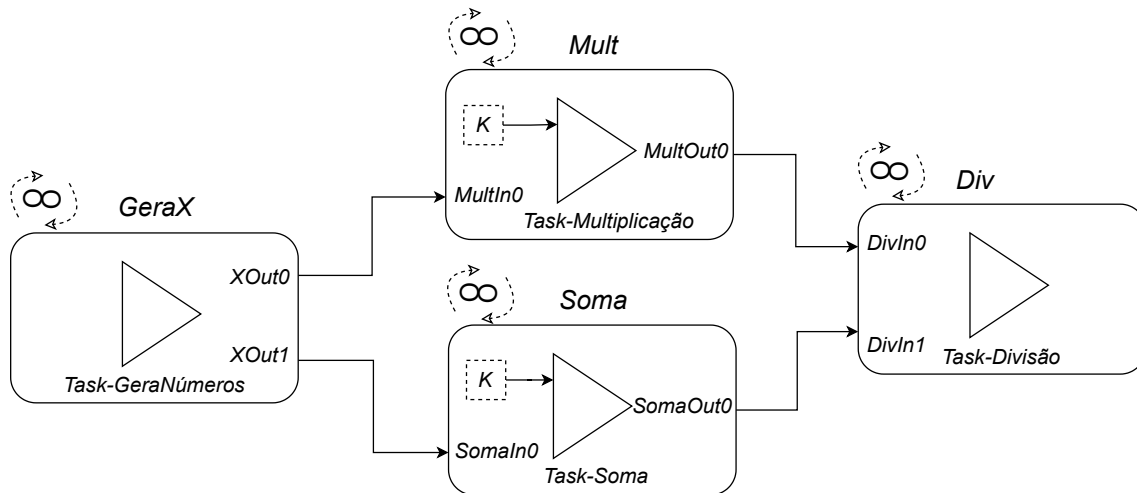 ∞
Mult
K
MultOut0
MultIn0
Task-Multiplicação
∞
GeraX
XOut0
XOut1
Task-GeraNúmeros
∞
Soma
K
SomaOut0
SomaIn0
Task-Soma
∞
Div
DivIn0
DivIn1
Task-Divisão